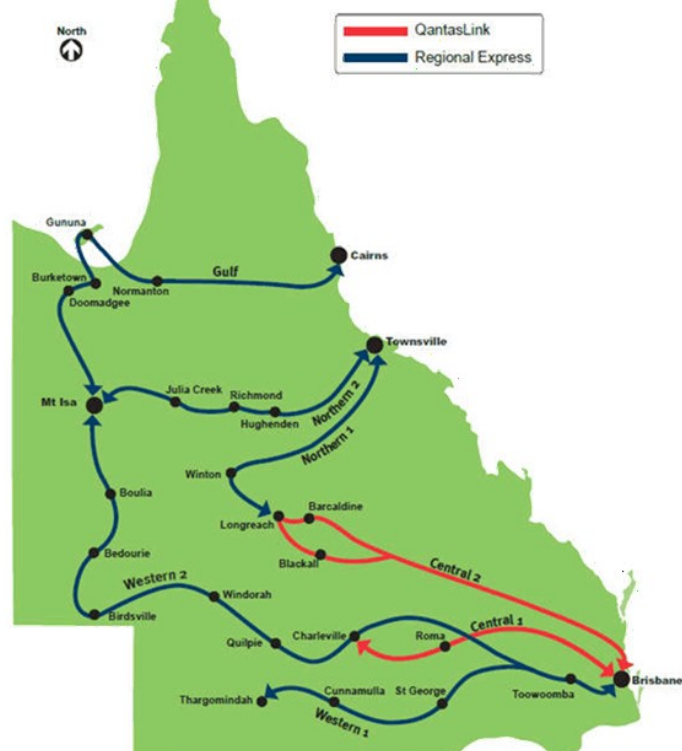 North
QantasLink
Regional Express
Gununa
Cairns
Gulf
Burketown
Normanton
Doomadgee
Townsville
Julia Creek
Richmond
Mt Isa
Hughenden
Northern 2
Northern 1
Winton
Boulia
Barcaldine
Longreach
Bedourie
Blackall
Central 2
Western 2
Windorah
Birdsville
Central 1
Quilpie
Charleville
Roma
Brisbane
Cunnamulla
St George
Toowoomba
Thargomindah
Western 1